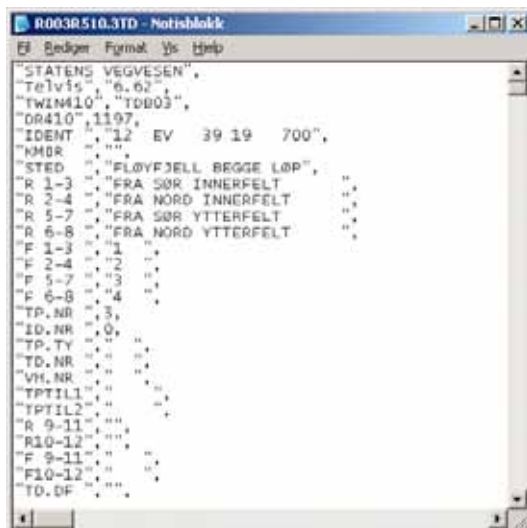 R003R510.3TD - Notisblokk
Fil Rediger Format Vis Hjelp
"STATENS VEGVESEN",
"Telvis","6.62",
"TWIN410","TDB03",
"DR410",1197,
"IDENT ","12  EV   39 19   700",
"KMBR  ","",
"STED  ","FLØYFJELL BEGGE LØP",
"R 1-3 ","FRA SØR INNERFELT       ",
"R 2-4 ","FRA NORD INNERFELT      ",
"R 5-7 ","FRA SØR YTTERFELT       ",
"R 6-8 ","FRA NORD YTTERFELT      ",
"F 1-3 ","1   ",
"F 2-4 ","2   ",
"F 5-7 ","3   ",
"F 6-8 ","4   ",
"TP.NR ",3,
"ID.NR ",0,
"TP.TY ","   ",
"TD.NR ","   ",
"VH.NR ","   ",
"TPTIL1","     ",
"TPTIL2","     ",
"R 9-11","",
"R10-12","",
"F 9-11","    ",
"F10-12","    ",
"TD.DF ","",